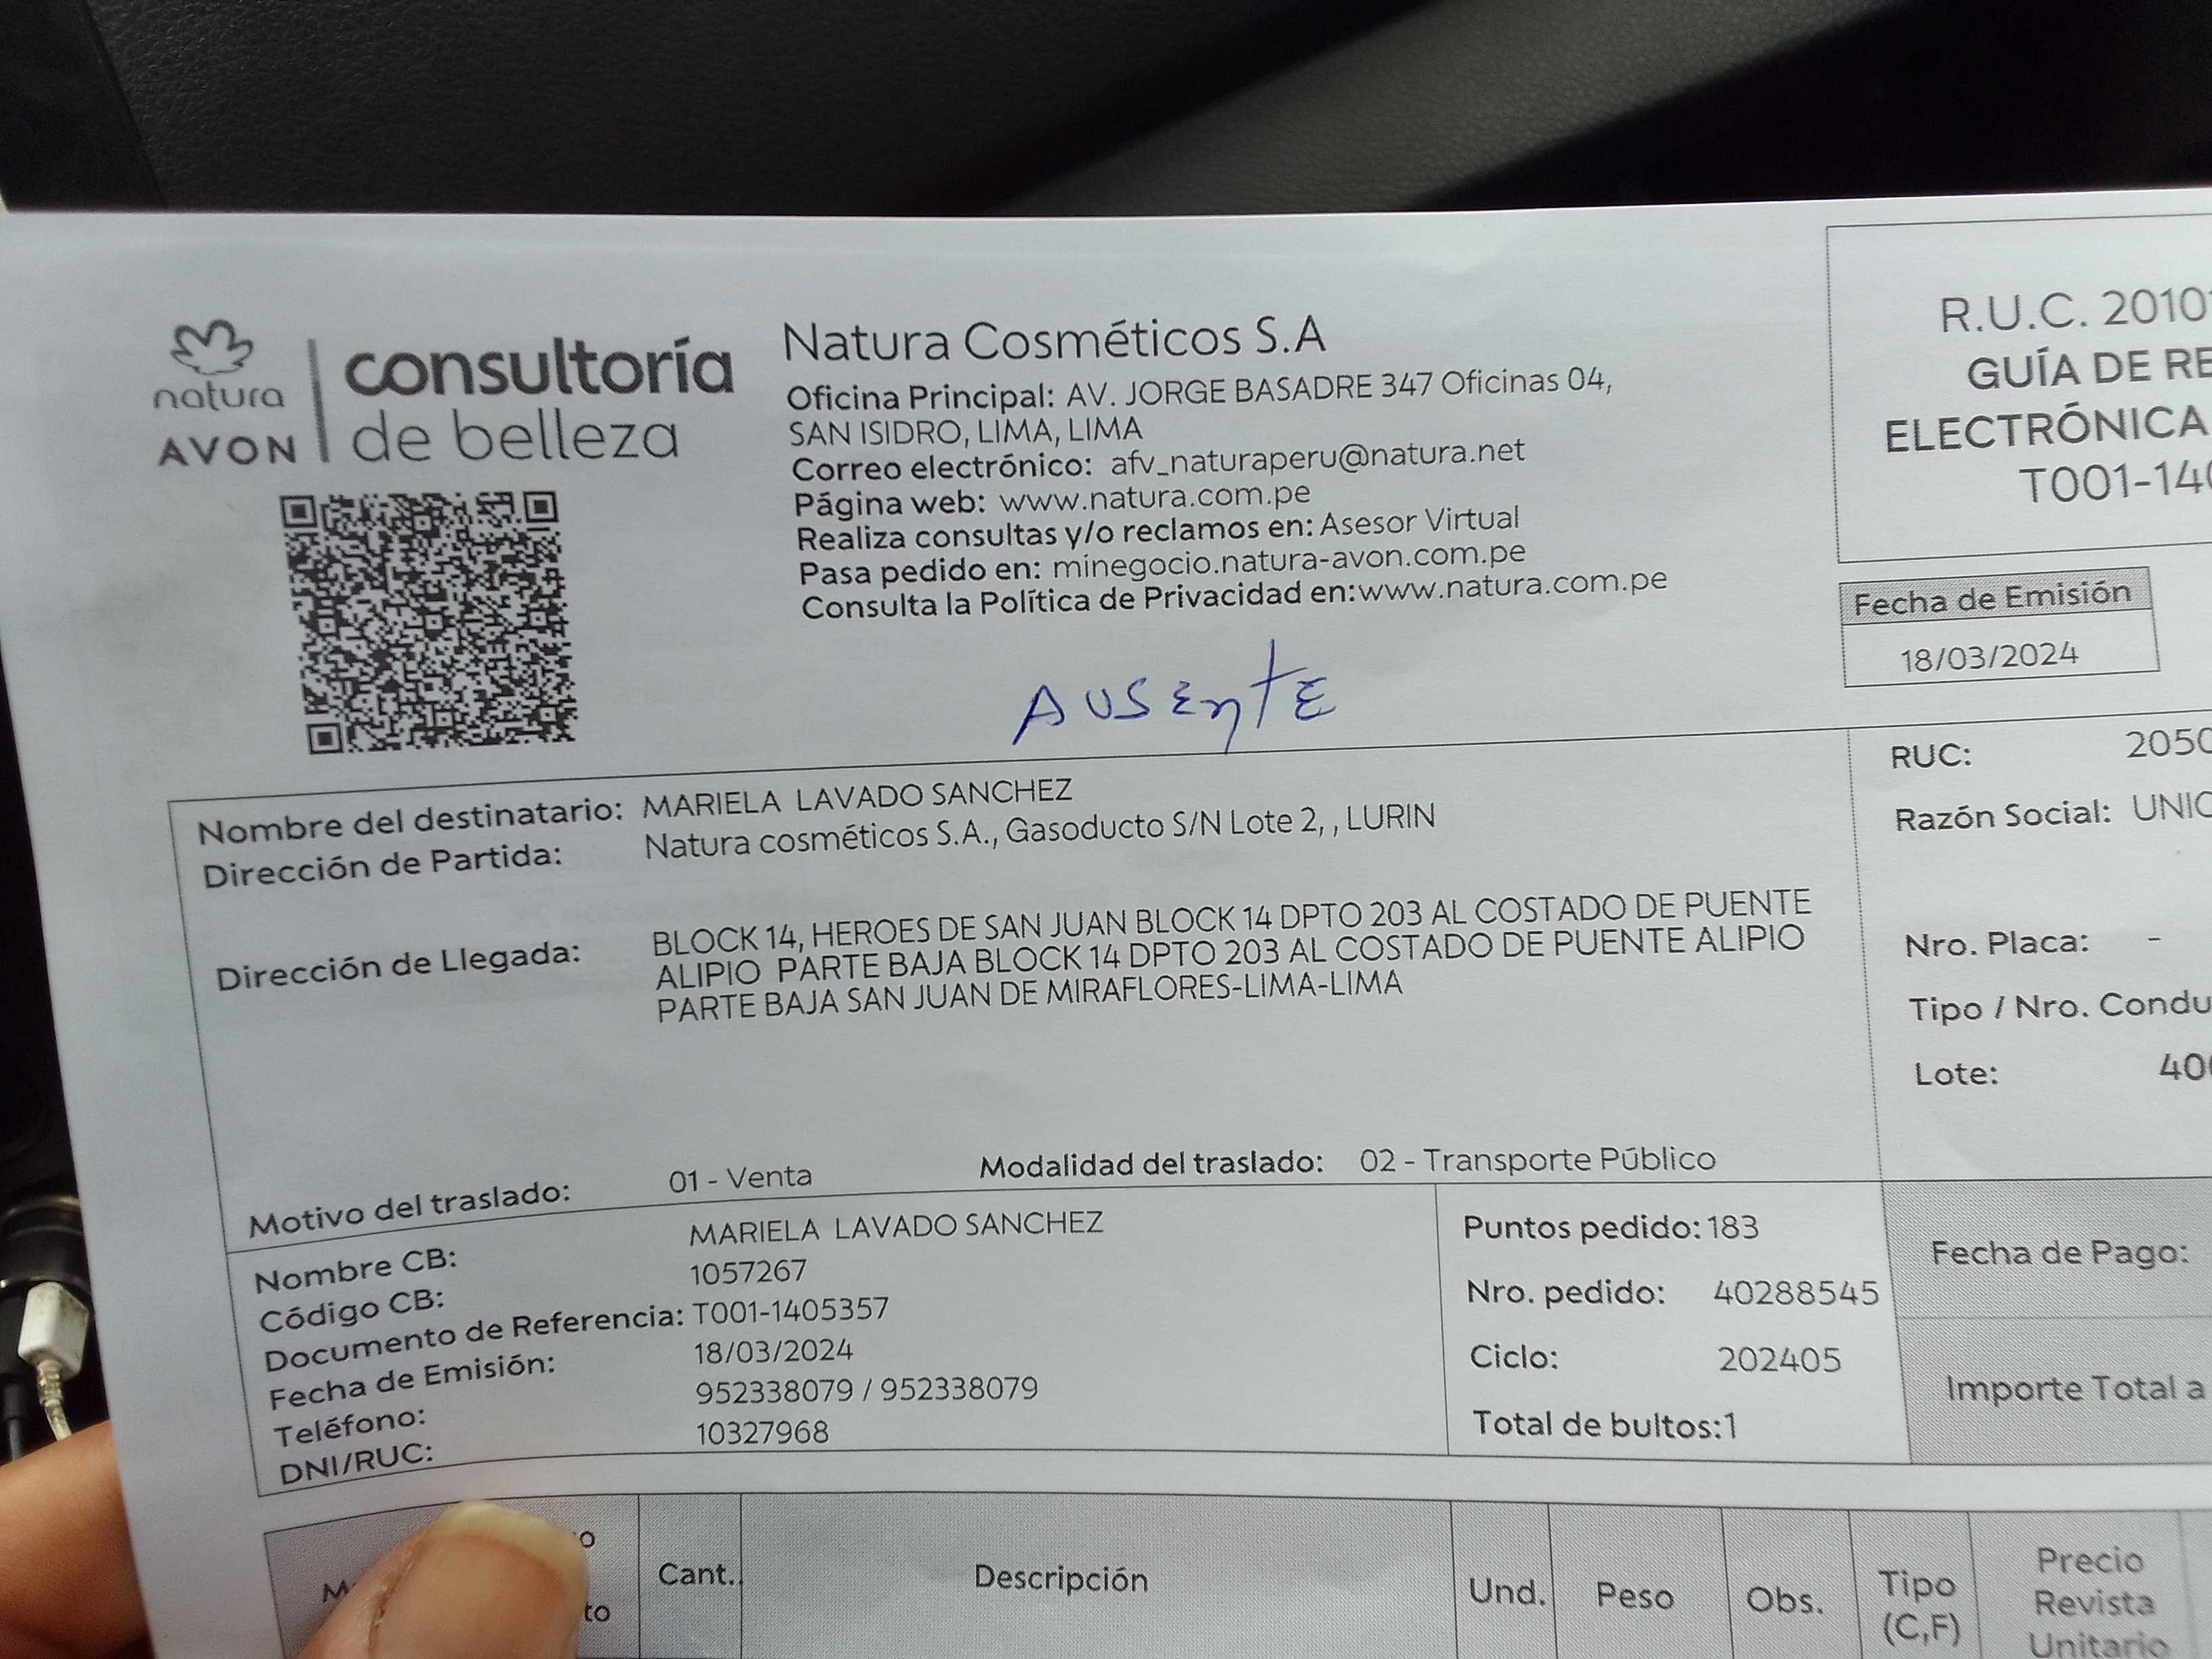 natura
AVON
consultoría
de belleza
Natura Cosméticos S.A
Oficina Principal: AV. JORGE BASADRE 347 Oficinas 04,
SAN ISIDRO, LIMA, LIMA
Correo electrónico: afv_naturaperu@natura.net
Página web: www.natura.com.pe
Realiza consultas y/o reclamos en: Asesor Virtual
Pasa pedido en: minegocio.natura-avon.com.pe
Consulta la Política de Privacidad en:www.natura.com.pe
R.U.C. 2010
GUÍA DE RE
ELECTRÓNICA
T001-140
Fecha de Emisión
18/03/2024
AUSENTE
Nombre del destinatario: MARIELA LAVADO SANCHEZ
Dirección de Partida: Natura cosméticos S.A., Gasoducto S/N Lote 2, , LURIN
Dirección de Llegada: BLOCK 14, HEROES DE SAN JUAN BLOCK 14 DPTO 203 AL COSTADO DE PUENTE
ALIPIO PARTE BAJA BLOCK 14 DPTO 203 AL COSTADO DE PUENTE ALIPIO
PARTE BAJA SAN JUAN DE MIRAFLORES-LIMA-LIMA
Motivo del traslado: 01 - Venta Modalidad del traslado: 02 - Transporte Público
RUC: 2050
Razón Social: UNIC
Nro. Placa: -
Tipo / Nro. Condu
Lote: 40
Nombre CB: MARIELA LAVADO SANCHEZ
Código CB: 1057267
Documento de Referencia: T001-1405357
Fecha de Emisión: 18/03/2024
Teléfono: 952338079 / 952338079
DNI/RUC: 10327968
Puntos pedido: 183
Nro. pedido: 40288545
Ciclo: 202405
Total de bultos:1
Fecha de Pago:
Importe Total a
Cant.
Descripción
Und.
Peso
Obs.
Tipo
(C,F)
Precio
Revista
Unitario